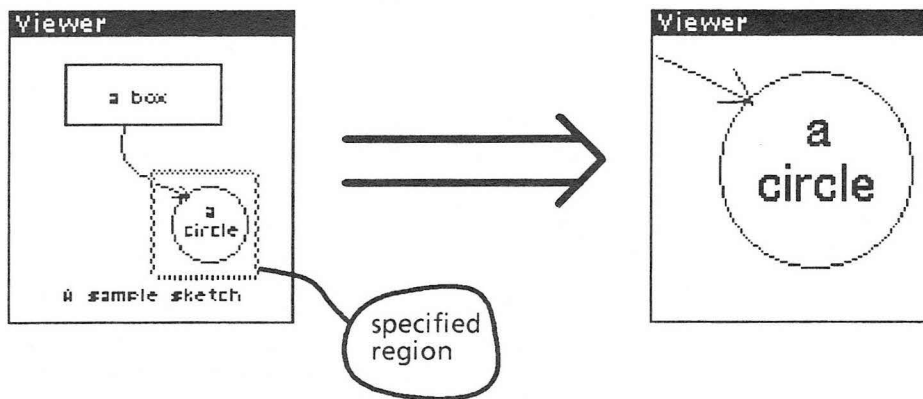 Viewer
a box
a
circle
A sample sketch
specified
region
Viewer
a
circle